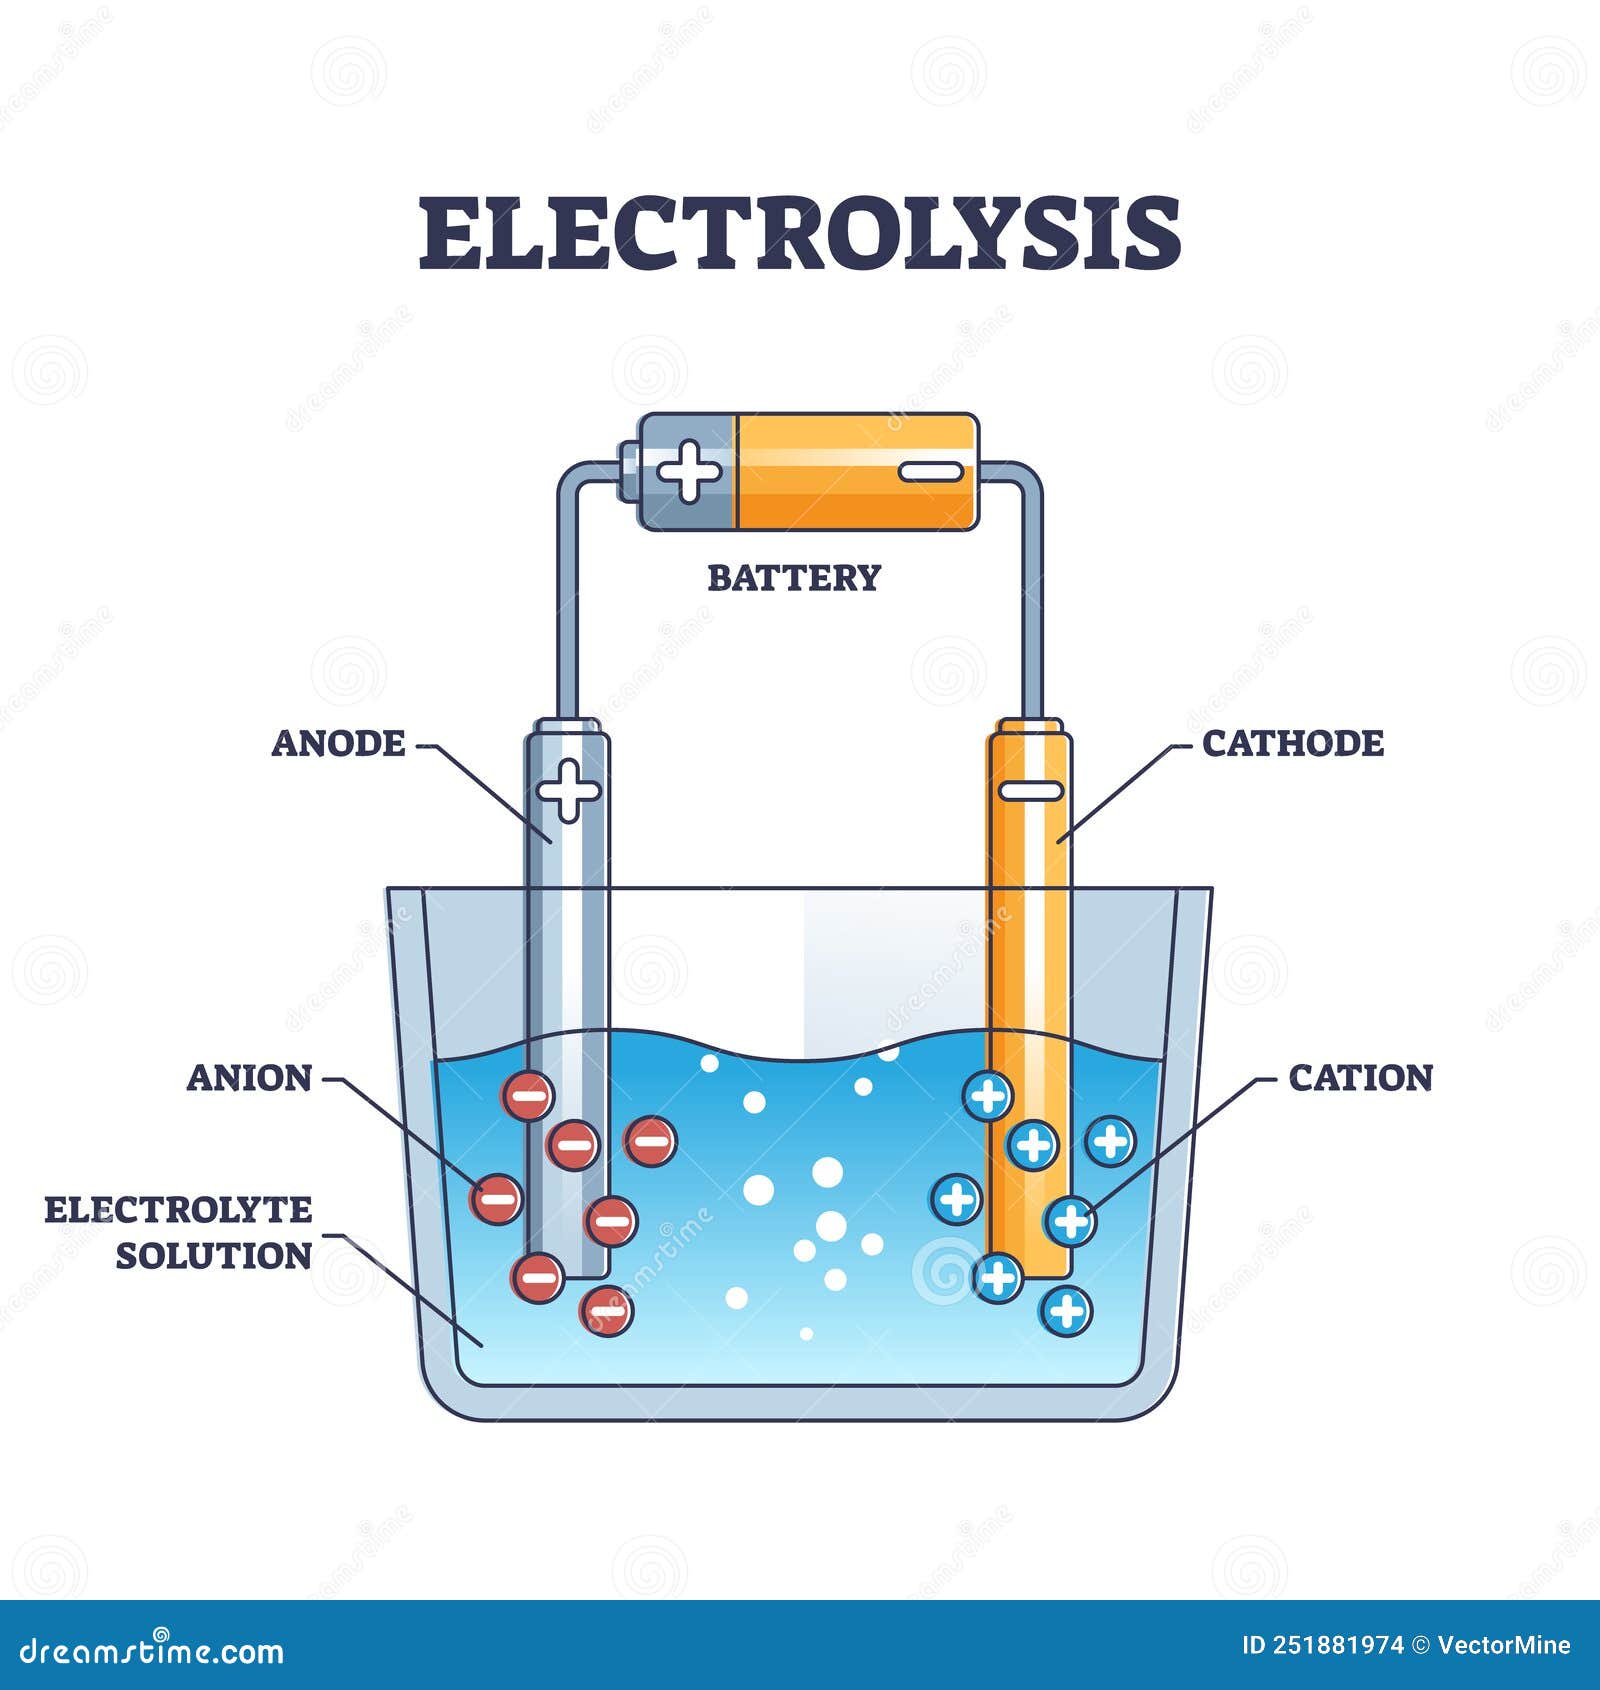 ELECTROLYSIS
BATTERY
ANODE
CATHODE
ANION
CATION
ELECTROLYTE
SOLUTION
dreamstime.com
ID 251881974 © VectorMine